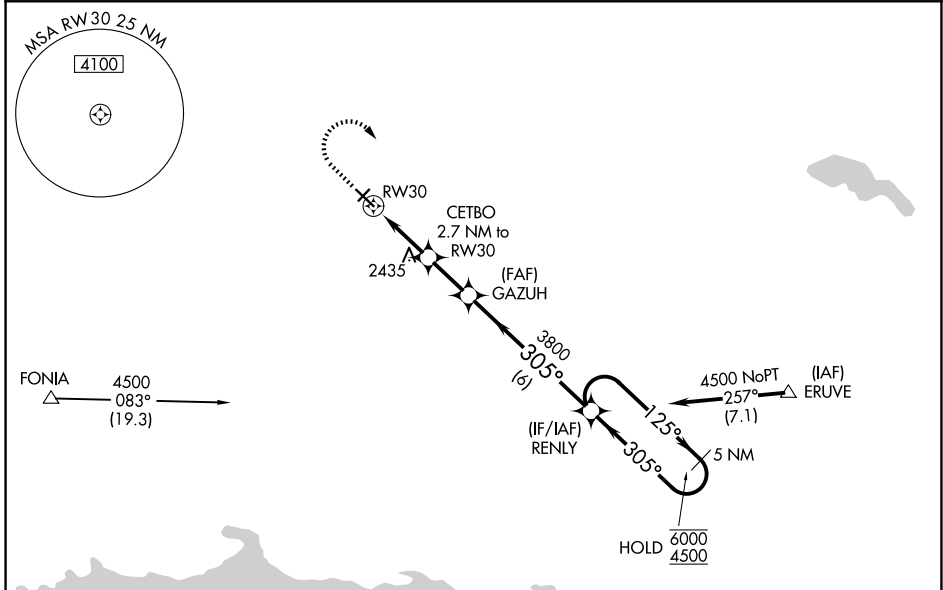 MSA RW30 25 NM
4100
RW30
CETBO
2.7 NM to
RW30
2435
(FAF)
GAZUH
3800
305°
(6)
FONIA
4500
083°
(19.3)
4500 NoPT
257°
(7.1)
(IAF)
ERUVE
(IF/IAF)
RENLY
125°
305°
5 NM
HOLD
6000
4500